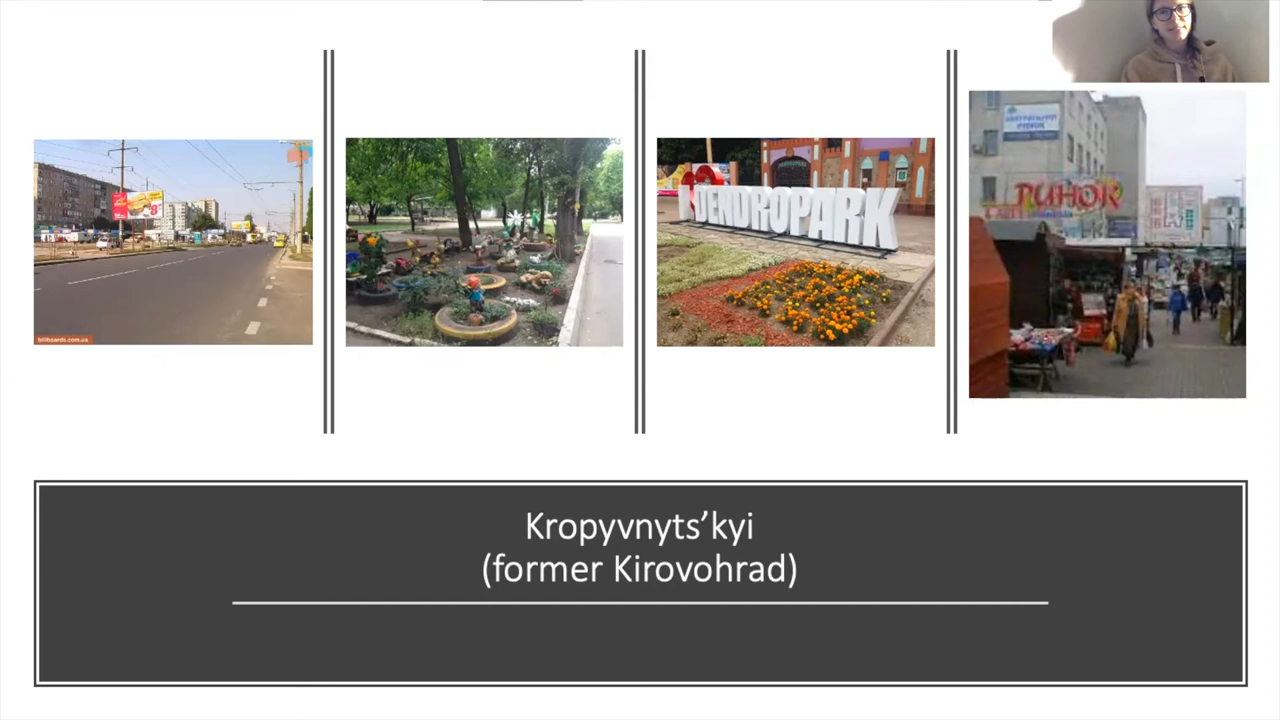 billboards.com.ua
DENDROPARK
РИНОК
Kropyvnyts’kyi
(former Kirovohrad)